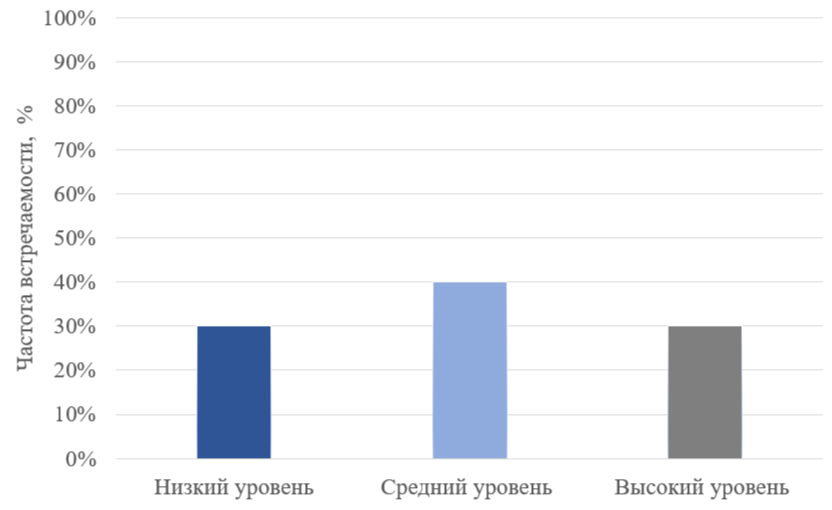 100%
90%
80%
70%
60%
50%
40%
30%
20%
10%
0%
Частота встречаемости, %
Низкий уровень
Средний уровень
Высокий уровень